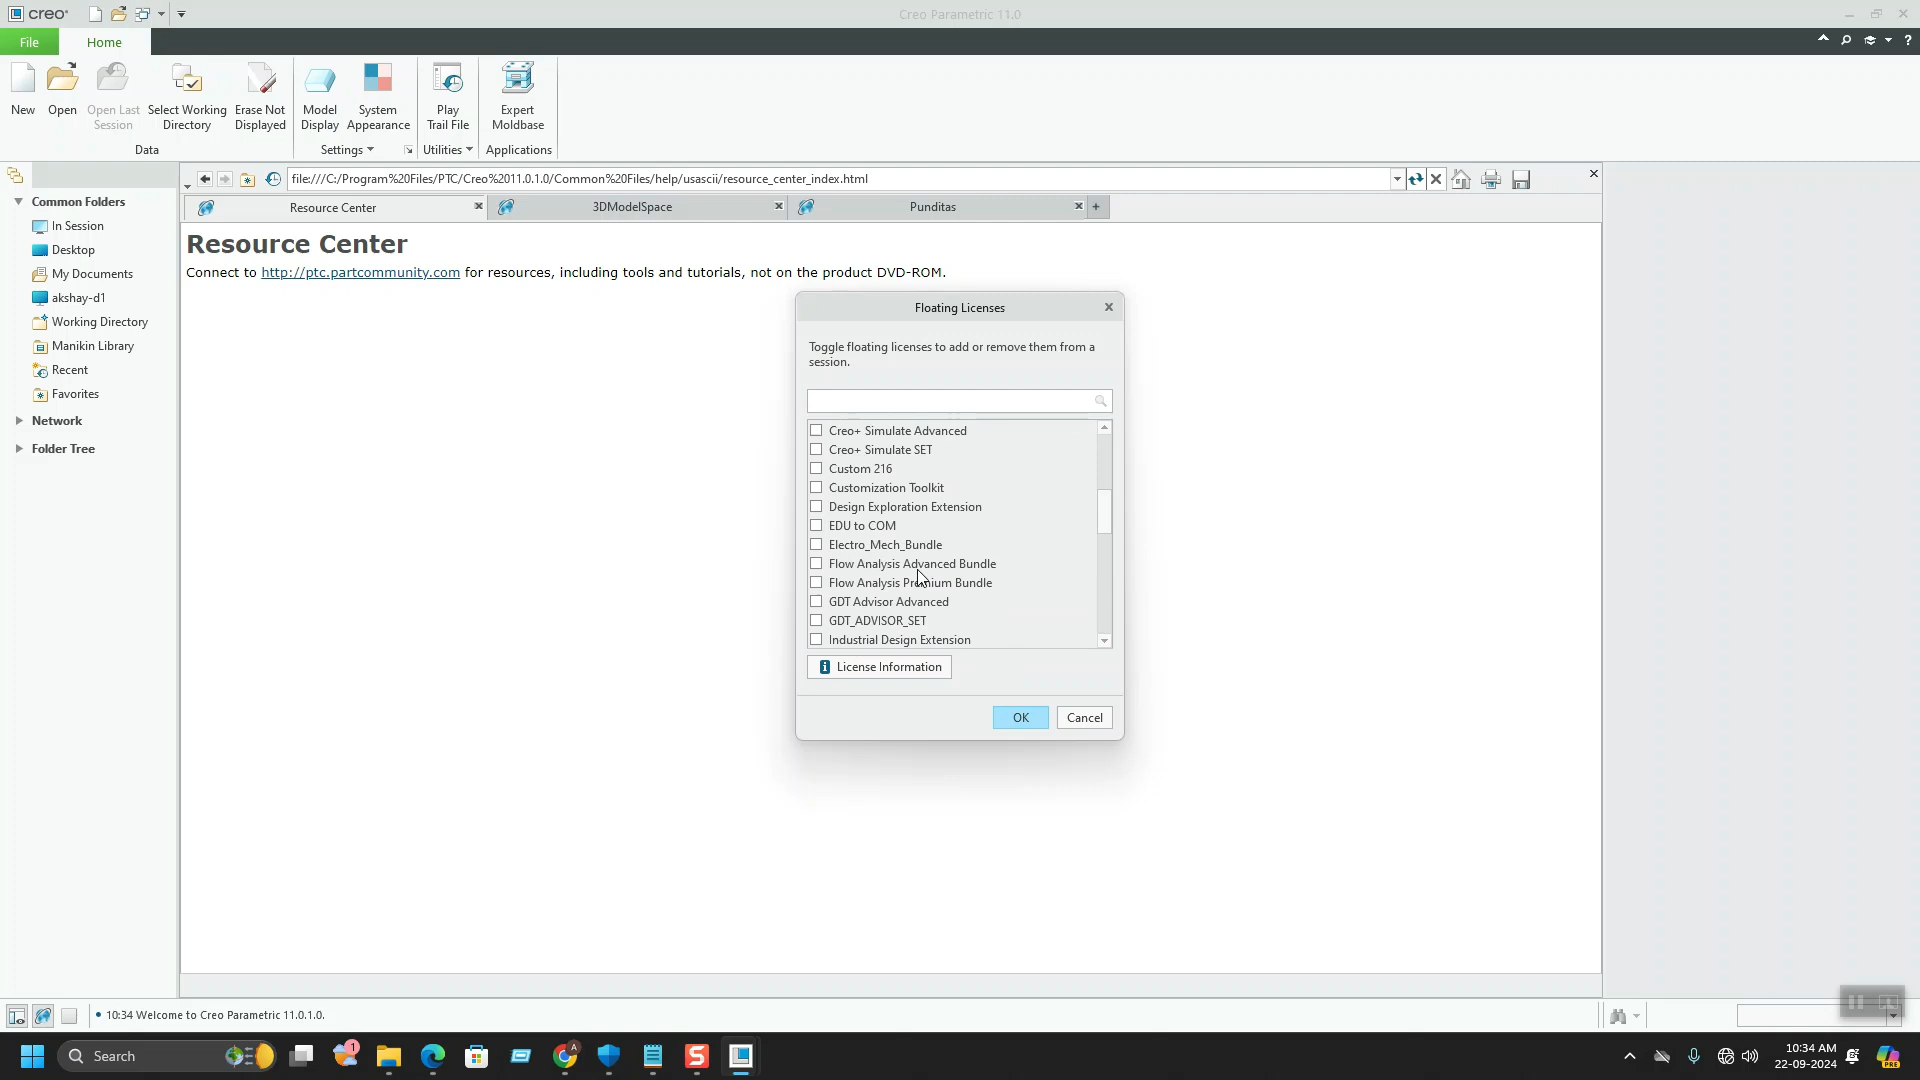 creo
Creo Parametric 11.0
File
Home
New
Open
Open Last
Session
Select Working
Directory
Erase Not
Displayed
Model
Display
System
Appearance
Play
Trail File
Expert
Moldbase
Data
Settings
Utilities
Applications
file:///C:/Program%20Files/PTC/Creo%2011.0.1.0/Common%20Files/help/usascii/resource_center_index.html
Resource Center
3DModelSpace
Punditas
Common Folders
In Session
Desktop
My Documents
akshay-d1
Working Directory
Manikin Library
Recent
Favorites
Network
Folder Tree
Resource Center
Connect to http://ptc.partcommunity.com for resources, including tools and tutorials, not on the product DVD-ROM.
Floating Licenses
Toggle floating licenses to add or remove them from a
session.
Creo+ Simulate Advanced
Creo+ Simulate SET
Custom 216
Customization Toolkit
Design Exploration Extension
EDU to COM
Electro_Mech_Bundle
Flow Analysis Advanced Bundle
Flow Analysis Premium Bundle
GDT Advisor Advanced
GDT_ADVISOR_SET
Industrial Design Extension
License Information
OK
Cancel
• 10:34 Welcome to Creo Parametric 11.0.1.0.
Search
1
A
S
10:34 AM
22-09-2024
PRE